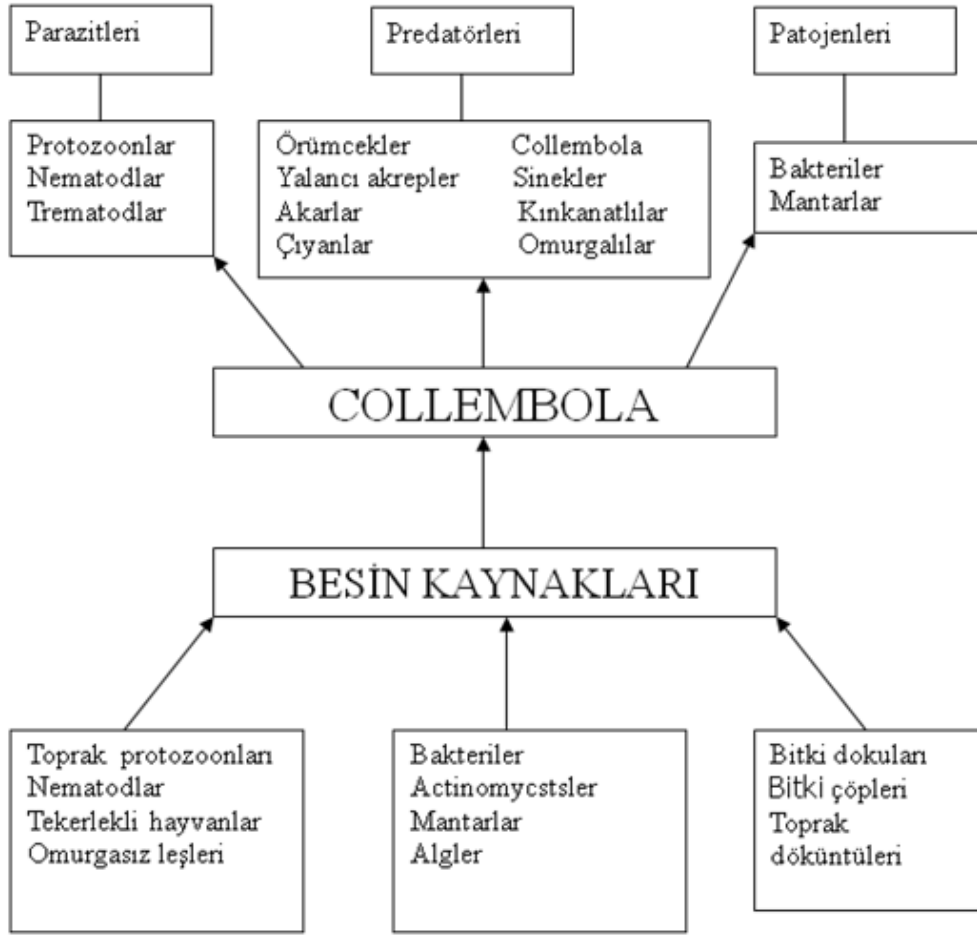 Parazitleri
Predatörleri
Patojenleri
Protozoonlar
Nematodlar
Trematodlar
Örümcekler Collembola
Yalancı akrepler Sinekler
Akarlar Kınkanatlılar
Çıyanlar Omurgalılar
Bakteriler
Mantarlar
COLLEMBOLA
BESİN KAYNAKLARI
Toprak protozoonları
Nematodlar
Tekerlekli hayvanlar
Omurgasız leşleri
Bakteriler
Actinomycstsler
Mantarlar
Algler
Bitki dokuları
Bitki çöpleri
Toprak
döküntüleri